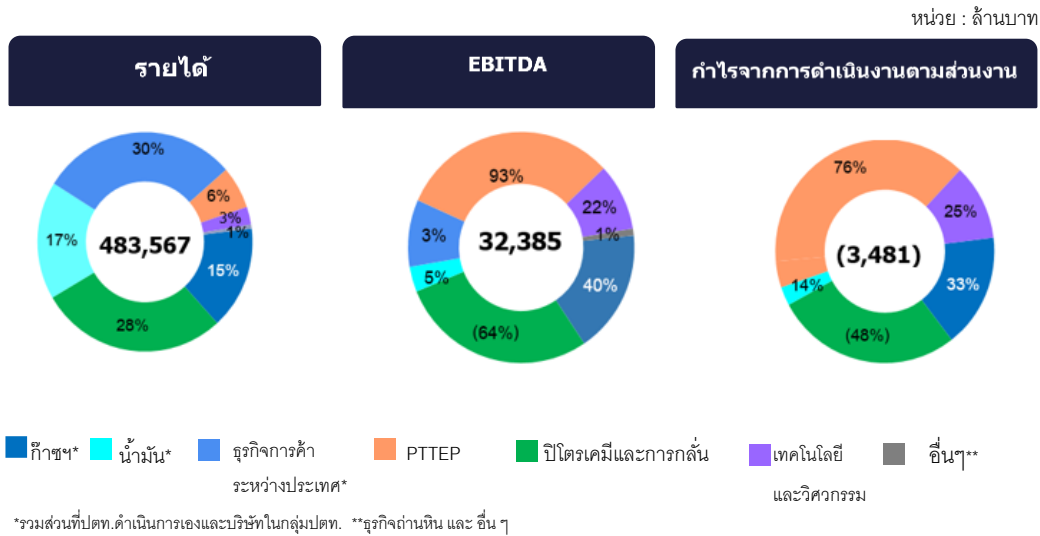 หน่วย : ล้านบาท
รายได้
EBITDA
กำไรจากการดำเนินงานตามส่วนงาน
30%
6%
3%
1%
15%
28%
17%
483,567
93%
22%
1%
40%
(64%)
5%
3%
32,385
76%
25%
33%
(48%)
14%
(3,481)
ก๊าซฯ*
น้ำมัน*
ธุรกิจการค้า
ระหว่างประเทศ*
PTTEP
ปิโตรเคมีและการกลั่น
เทคโนโลยี
และวิศวกรรม
อื่นๆ**
*รวมส่วนที่ปตท.ดำเนินการเองและบริษัทในกลุ่มปตท. **ธุรกิจถ่านหิน และ อื่น ๆ